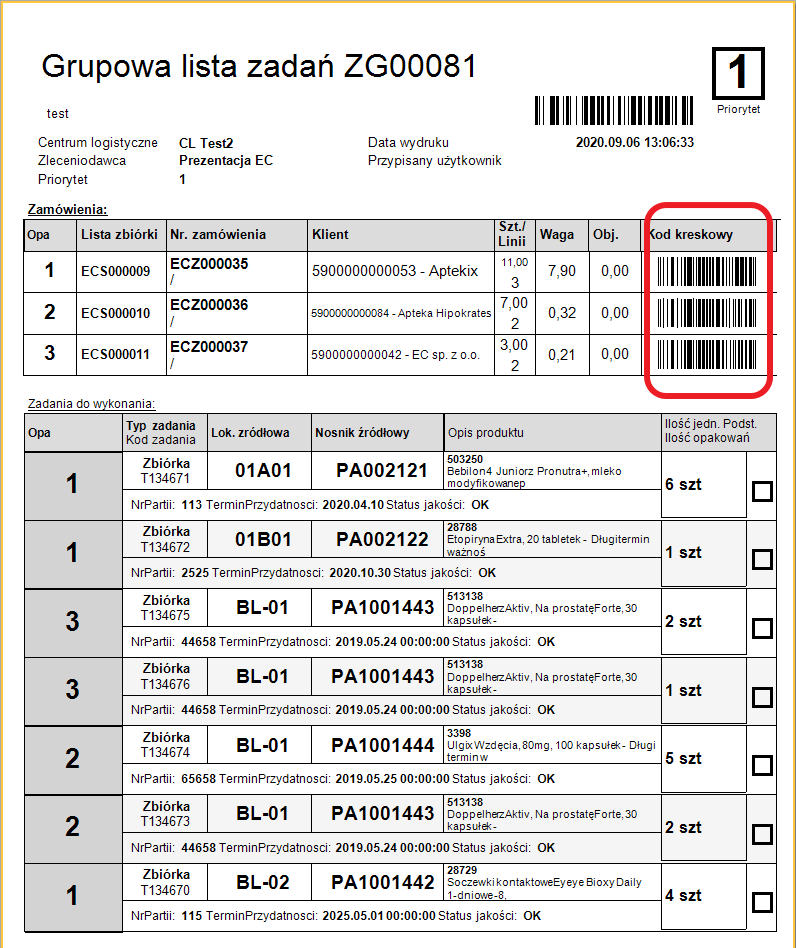 Grupowa lista zadań ZG00081
1
Priorytet
test
Centrum logistyczne CL Test2 Data wydruku 2020.09.06 13:06:33
Zleceniodawca Prezentacja EC Przypisany użytkownik
Priorytet 1
Zamówienia:
Opa Lista zbiórki Nr. zamówienia Klient Szt./ Linii Waga Obj. Kod kreskowy
1 ECS000009 ECZ000035 / 5900000000053 - Aptekix 11,00 3 7,90 0,00
2 ECS000010 ECZ000036 / 5900000000084 - Apteka Hipokrates 7,00 2 0,32 0,00
3 ECS000011 ECZ000037 / 5900000000042 - EC sp. z o.o. 3,00 2 0,21 0,00
Zadania do wykonania:
Opa Typ zadania Kod zadania Lok. zródłowa Nosnik źródłowy Opis produktu Ilość jedn. Podst. Ilość opakowań
1 Zbiórka T134671 01A01 PA002121 503250 Bebilon4 Juniorz Pronutra+, mleko modyfikowanep 6 szt
NrPartii: 113 TerminPrzydatnosci: 2020.04.10 Status jakości: OK
1 Zbiórka T134672 01B01 PA002122 28788 EtopirynaExtra, 20 tabletek - Długitermin ważnoś 1 szt
NrPartii: 2525 TerminPrzydatnosci: 2020.10.30 Status jakości: OK
3 Zbiórka T134675 BL-01 PA1001443 513138 DoppelherzAktiv, Na prostatęForte, 30 kapsułek- 2 szt
NrPartii: 44658 TerminPrzydatnosci: 2019.05.24 00:00:00 Status jakości: OK
3 Zbiórka T134676 BL-01 PA1001443 513138 DoppelherzAktiv, Na prostatęForte, 30 kapsułek- 1 szt
NrPartii: 44658 TerminPrzydatnosci: 2019.05.24 00:00:00 Status jakości: OK
2 Zbiórka T134674 BL-01 PA1001444 3398 Ulgix Wzdęcia, 80mg, 100 kapsułek - Długi termin w 5 szt
NrPartii: 65658 TerminPrzydatnosci: 2019.05.25 00:00:00 Status jakości: OK
2 Zbiórka T134673 BL-01 PA1001443 513138 DoppelherzAktiv, Na prostatęForte, 30 kapsułek- 2 szt
NrPartii: 44658 TerminPrzydatnosci: 2019.05.24 00:00:00 Status jakości: OK
1 Zbiórka T134670 BL-02 PA1001442 28729 Soczewki kontaktoweEyeye Bioxy Daily 1-dniowe-8, 4 szt
NrPartii: 115 TerminPrzydatnosci: 2025.05.01 00:00:00 Status jakości: OK